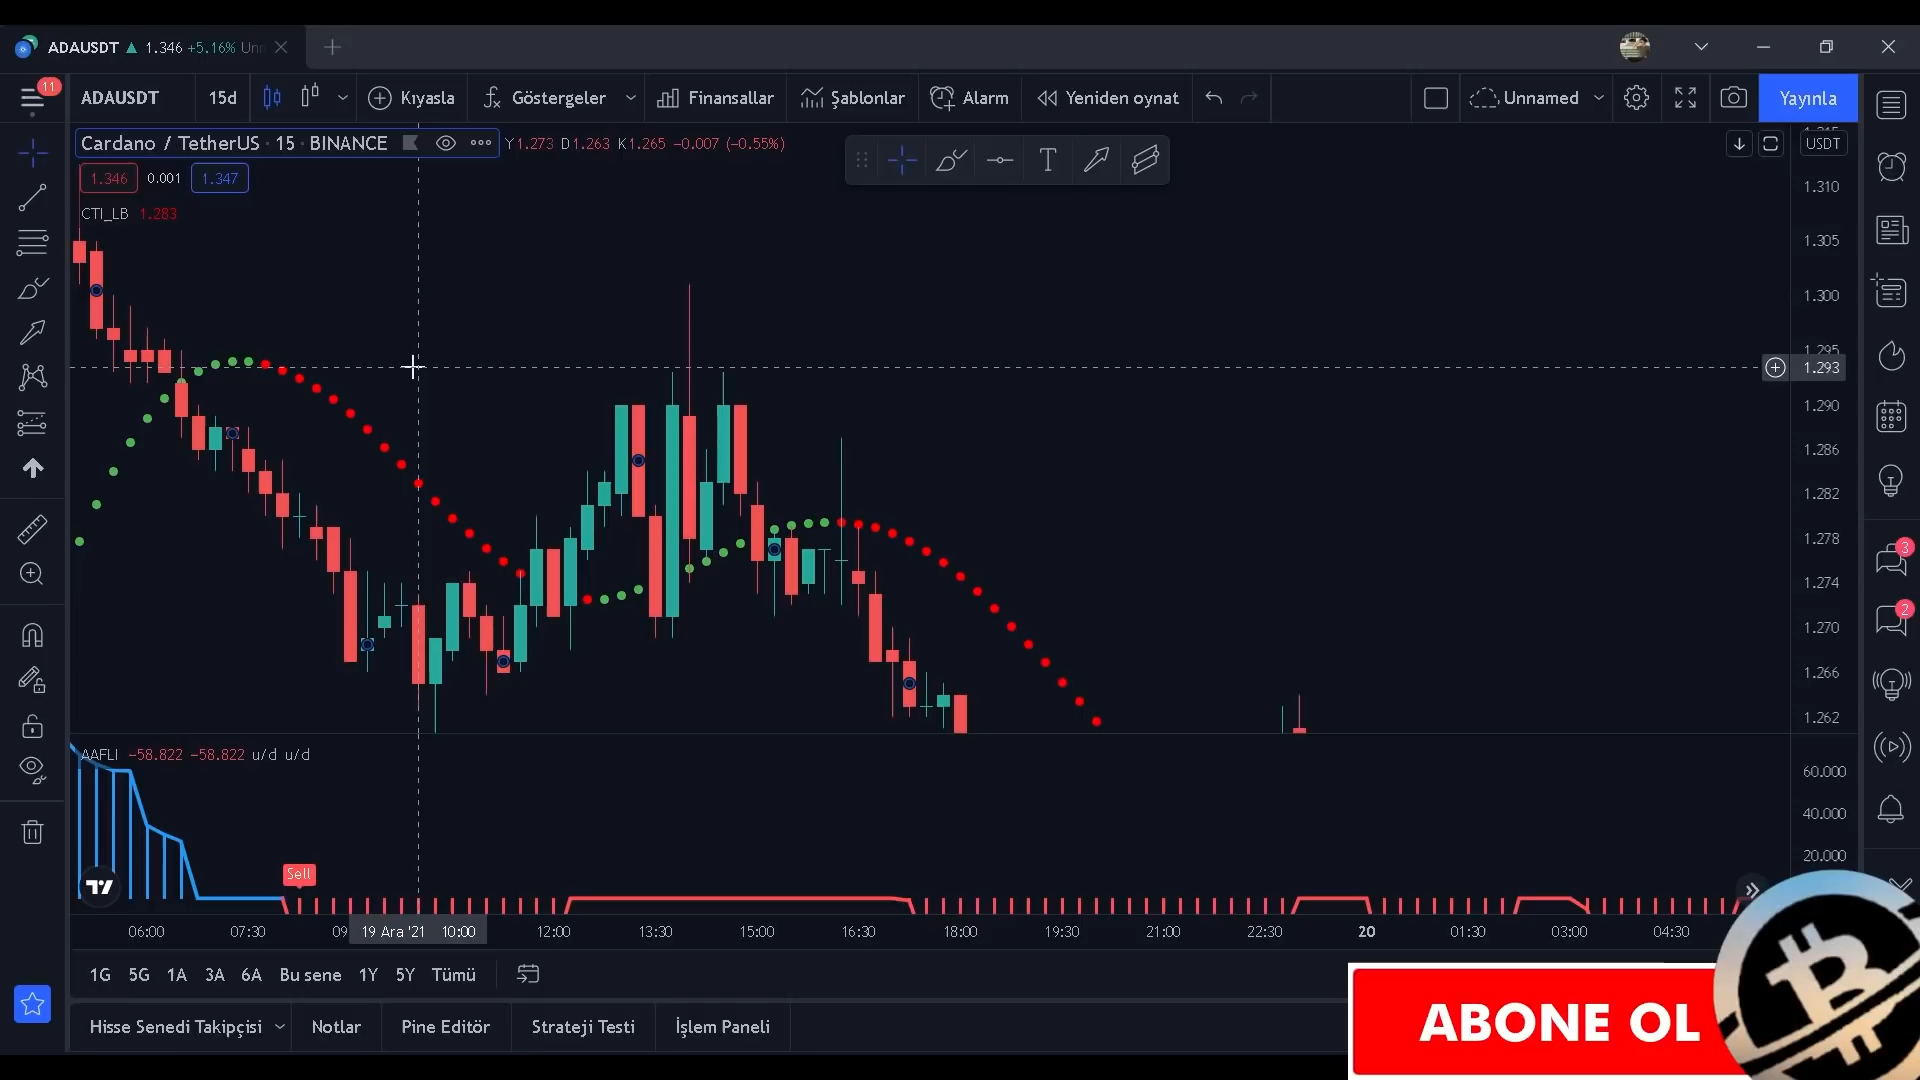 ADAUSDT ▲ 1.346 +5.16% Unn
11
ADAUSDT 15d Kıyasla Göstergeler Finansallar Şablonlar Alarm Yeniden oynat Unnamed Yayınla
Cardano / TetherUS · 15 · BINANCE Y1.273 D1.263 K1.265 −0.007 (−0.55%)
USDT
1.346 0.001 1.347
CTI_LB 1.283
1.310
1.305
1.300
1.295
1.293
1.290
1.286
1.282
1.278
1.274
1.270
1.266
1.262
3
2
AAFLI −58.822 −58.822 u/d u/d
60.000
40.000
20.000
Sell
06:00 07:30 09 19 Ara '21 10:00 12:00 13:30 15:00 16:30 18:00 19:30 21:00 22:30 20 01:30 03:00 04:30
1G 5G 1A 3A 6A Bu sene 1Y 5Y Tümü
Hisse Senedi Takipçisi Notlar Pine Editör Strateji Testi İşlem Paneli
ABONE OL